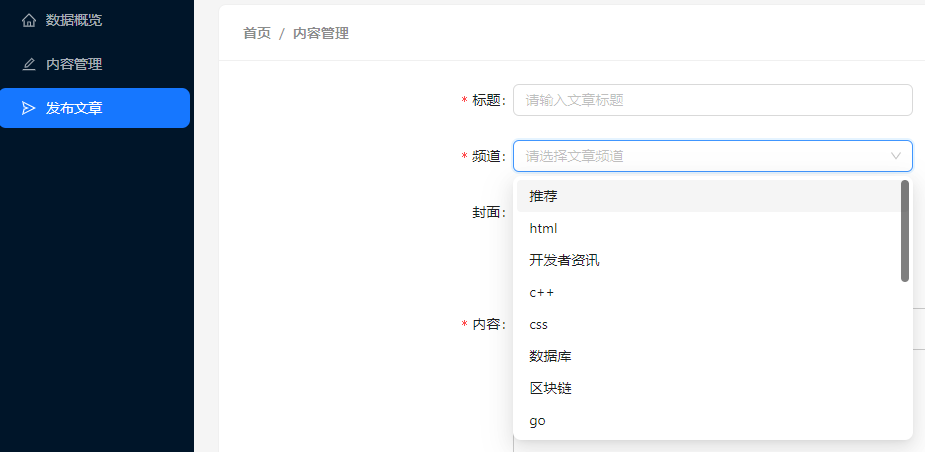 数据概览
内容管理
发布文章
首页 / 内容管理
* 标题: 请输入文章标题
* 频道: 请选择文章频道
推荐
封面:
html
开发者资讯
c++
* 内容:
css
数据库
区块链
go